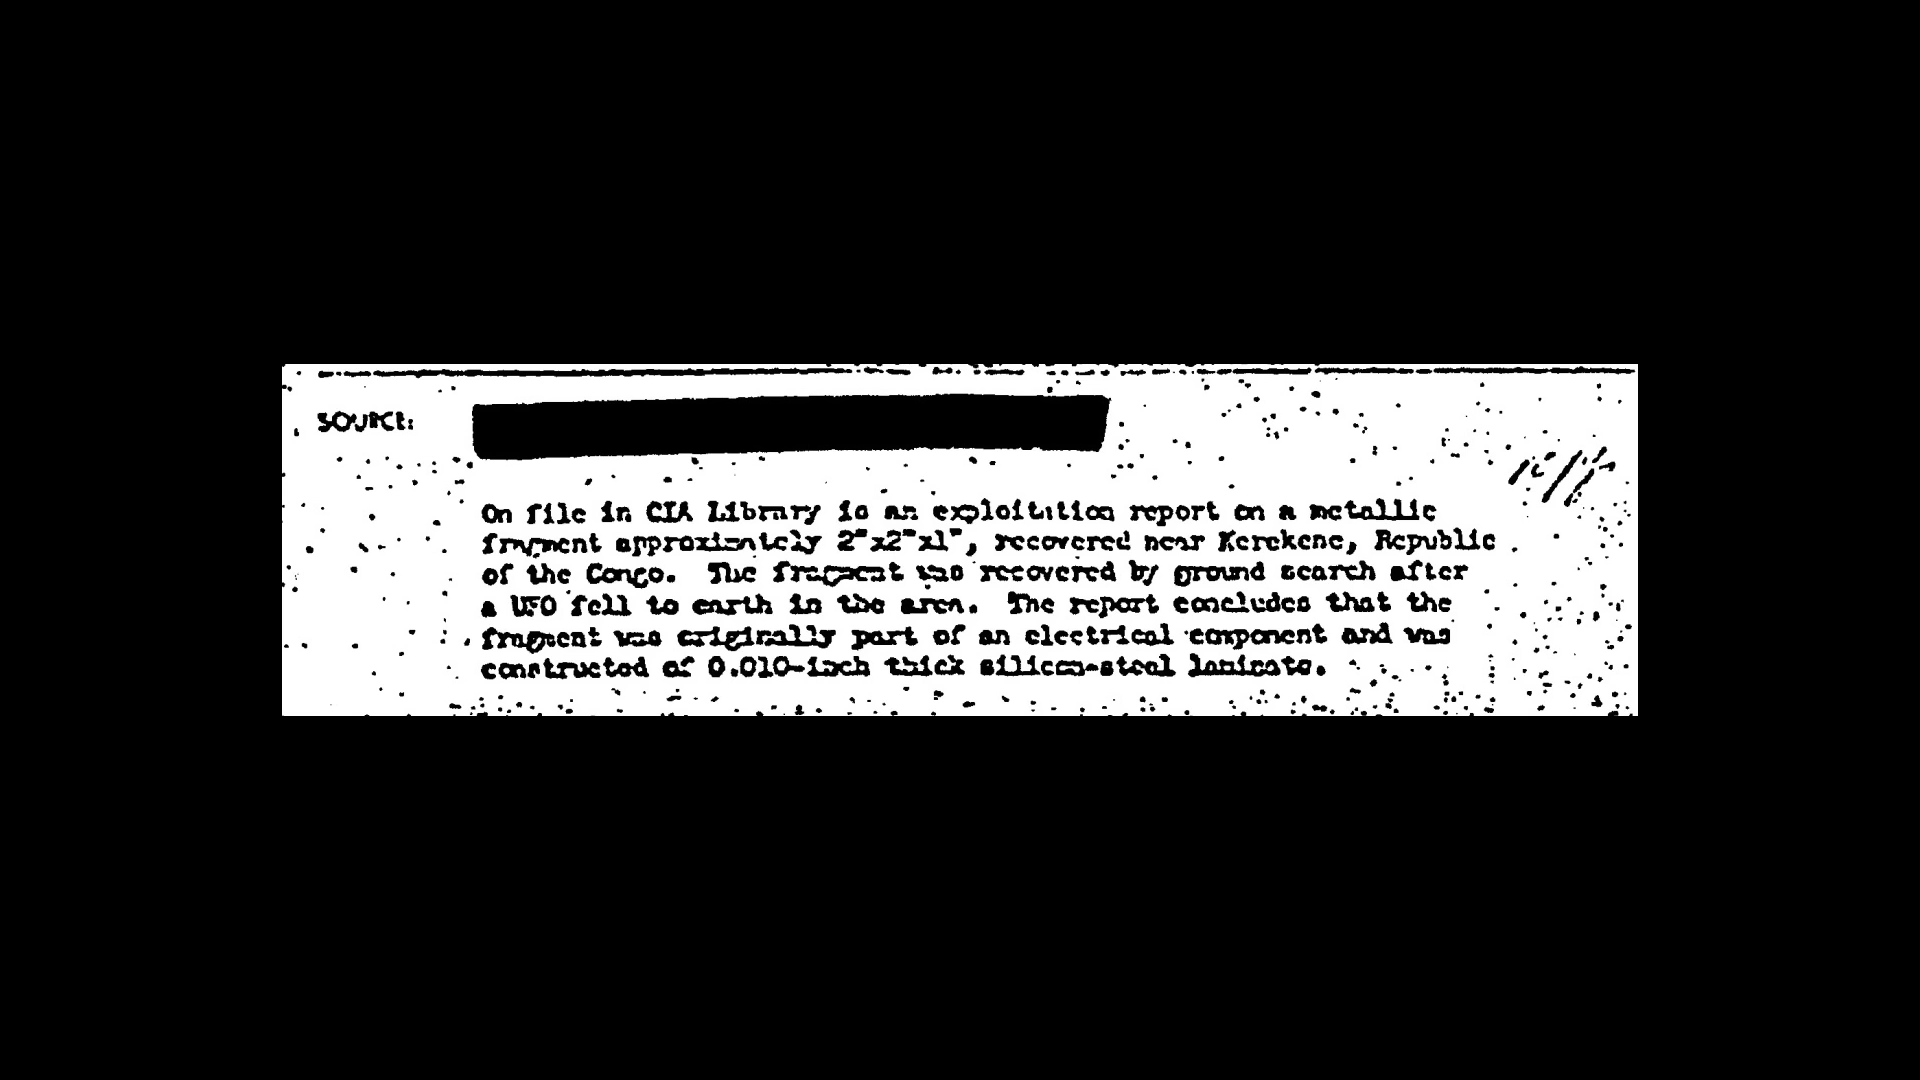 SOURCE:
On file in CIA Library is an exploitation report on a metallic
fragment approximately 2"x2"x1", recovered near Kerekene, Republic
of the Congo. The fragment was recovered by ground search after
a UFO fell to earth in the area. The report concludes that the
fragment was originally part of an electrical component and was
constructed of 0.010-inch thick silicon-steel laminate.